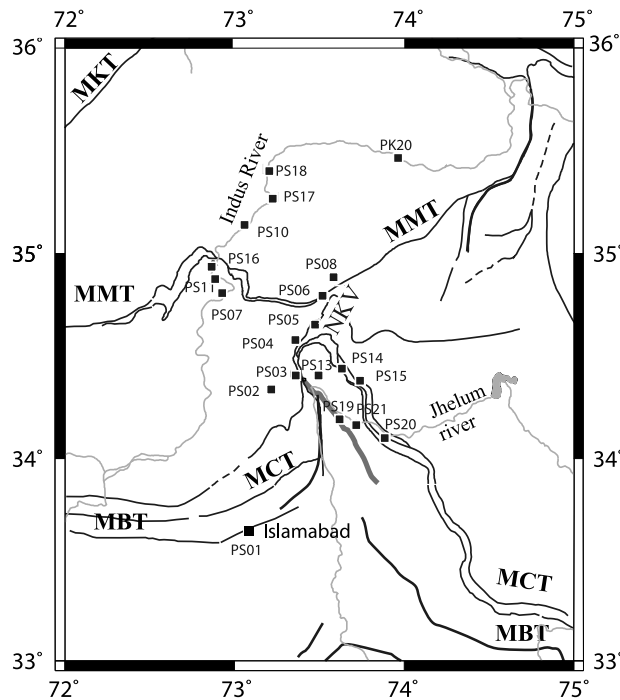 72° 73° 74° 75°
36° 36°
MKT
PK20
Indus River
PS18
PS17
PS10
MMT
35° 35°
PS16
PS08
MMT
PS11
PS06
PS07
NKV
PS05
PS04
PS14
PS03
PS13
PS15
PS02
Jhelum
river
PS19
PS21
PS20
34° 34°
MCT
MBT
Islamabad
PS01
MCT
MBT
33° 33°
72° 73° 74° 75°